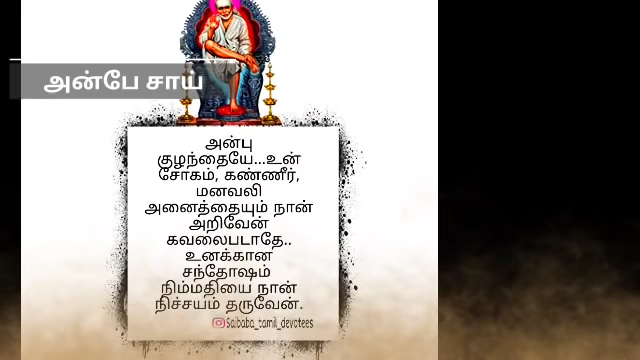 அன்பே சாய்
அன்பு
குழந்தையே...உன்
சோகம், கண்ணீர்,
மனவலி
அனைத்தையும் நான்
அறிவேன்
கவலைபடாதே..
உனக்கான
சந்தோஷம்
நிம்மதியை நான்
நிச்சயம் தருவேன்.
Saibaba_tamil_devotees